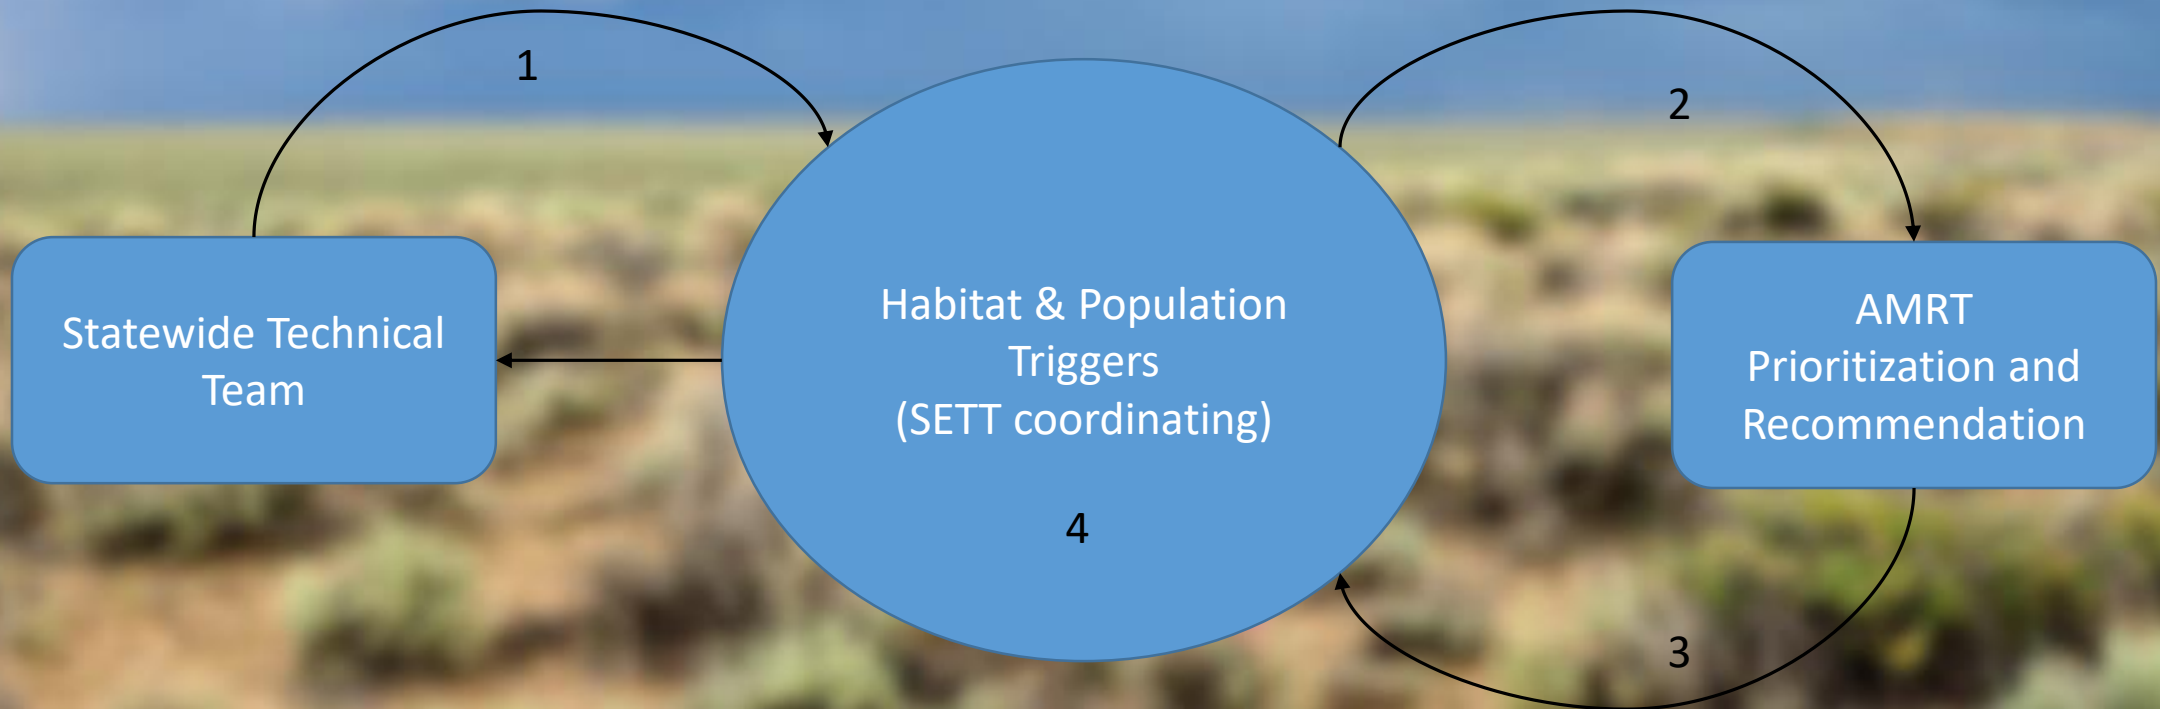 1
2
Statewide Technical
Team
Habitat & Population
Triggers
(SETT coordinating)
4
AMRT
Prioritization and
Recommendation
3